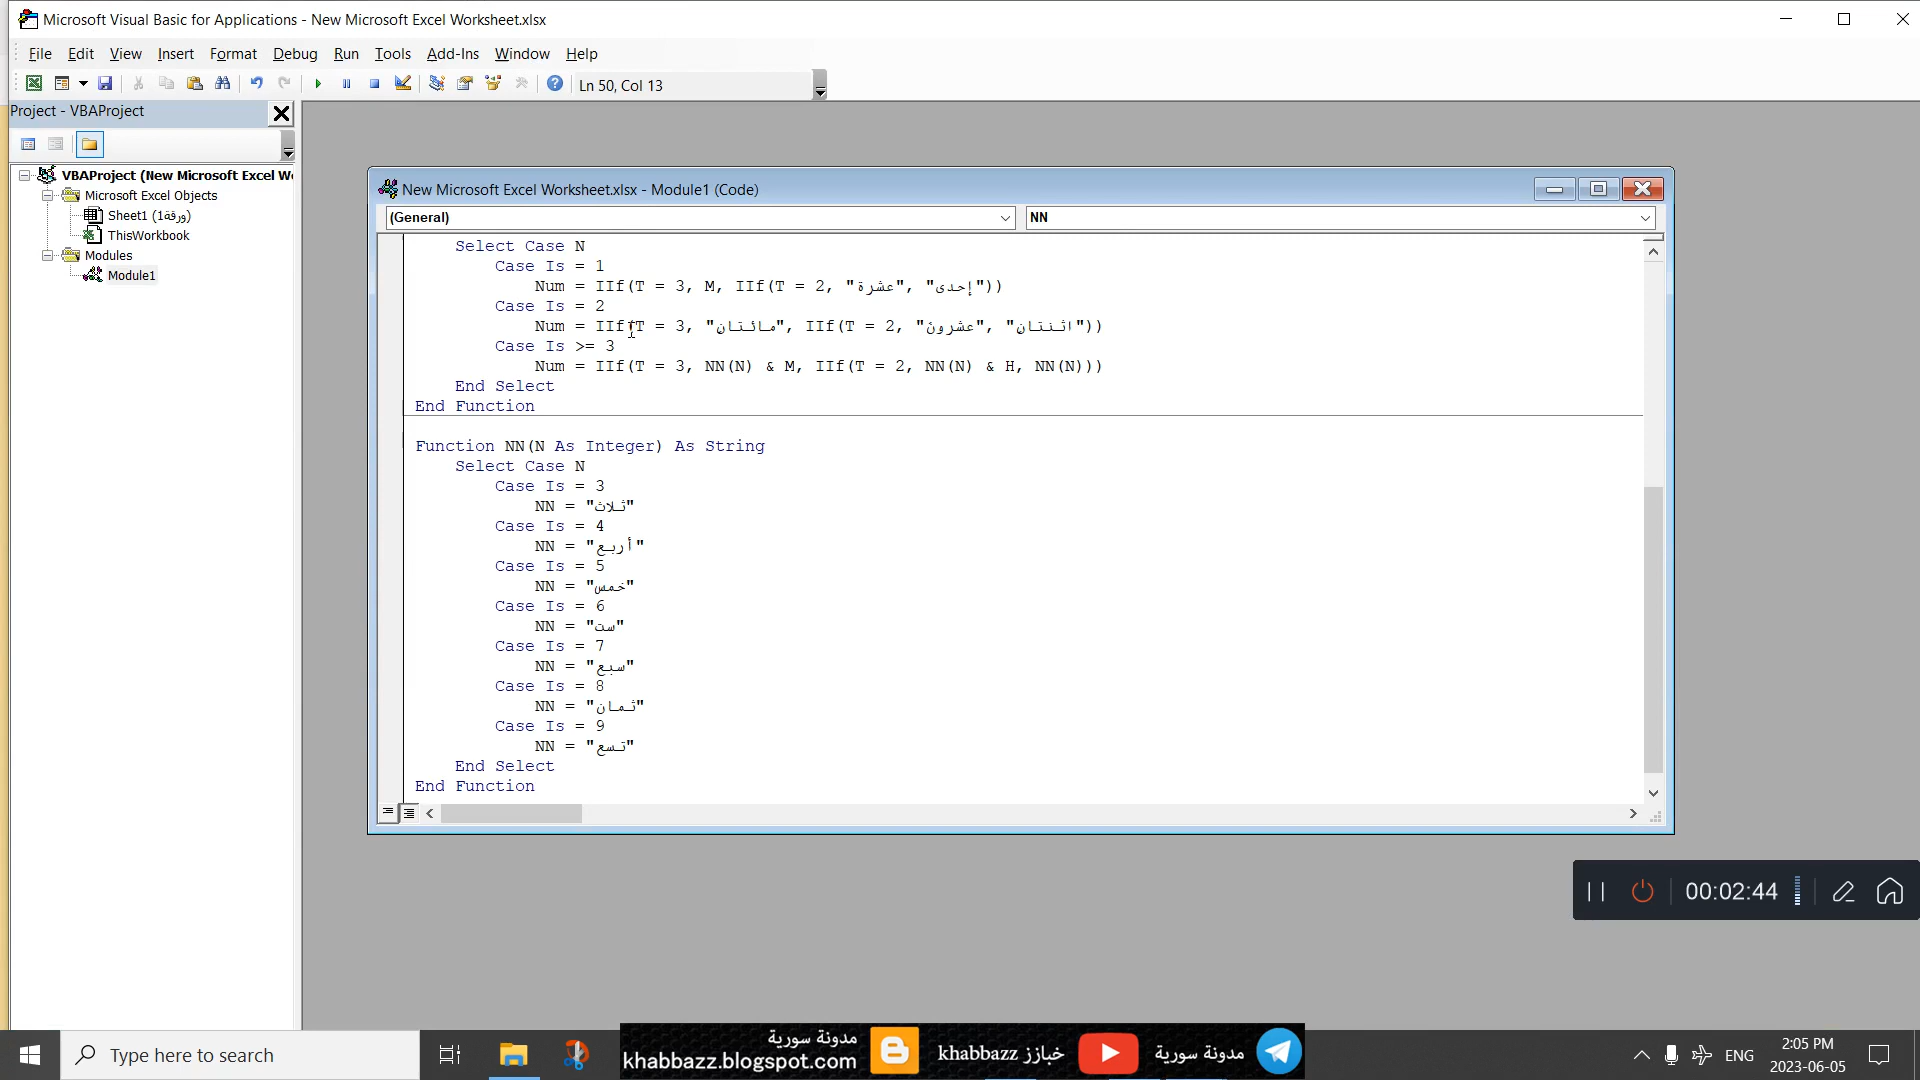 Microsoft Visual Basic for Applications - New Microsoft Excel Worksheet.xlsx
File Edit View Insert Format Debug Run Tools Add-Ins Window Help
Ln 50, Col 13
Project - VBAProject
VBAProject (New Microsoft Excel W
Microsoft Excel Objects
Sheet1 (ورقة1)
ThisWorkbook
Modules
Module1
New Microsoft Excel Worksheet.xlsx - Module1 (Code)
(General)
NN
Select Case N
Case Is = 1
Num = IIf(T = 3, M, IIf(T = 2, "عشرة", "إحدى"))
Case Is = 2
Num = IIf(T = 3, "مائتان", IIf(T = 2, "عشرون", "اثنتان"))
Case Is >= 3
Num = IIf(T = 3, NN(N) & M, IIf(T = 2, NN(N) & H, NN(N)))
End Select
End Function
Function NN(N As Integer) As String
Select Case N
Case Is = 3
NN = "ثلاث"
Case Is = 4
NN = "أربع"
Case Is = 5
NN = "خمس"
Case Is = 6
NN = "ست"
Case Is = 7
NN = "سبع"
Case Is = 8
NN = "ثمان"
Case Is = 9
NN = "تسع"
End Select
End Function
00:02:44
Type here to search
مدونة سورية
khabbazz.blogspot.com
خبازز khabbazz
مدونة سورية
ENG
2:05 PM
2023-06-05